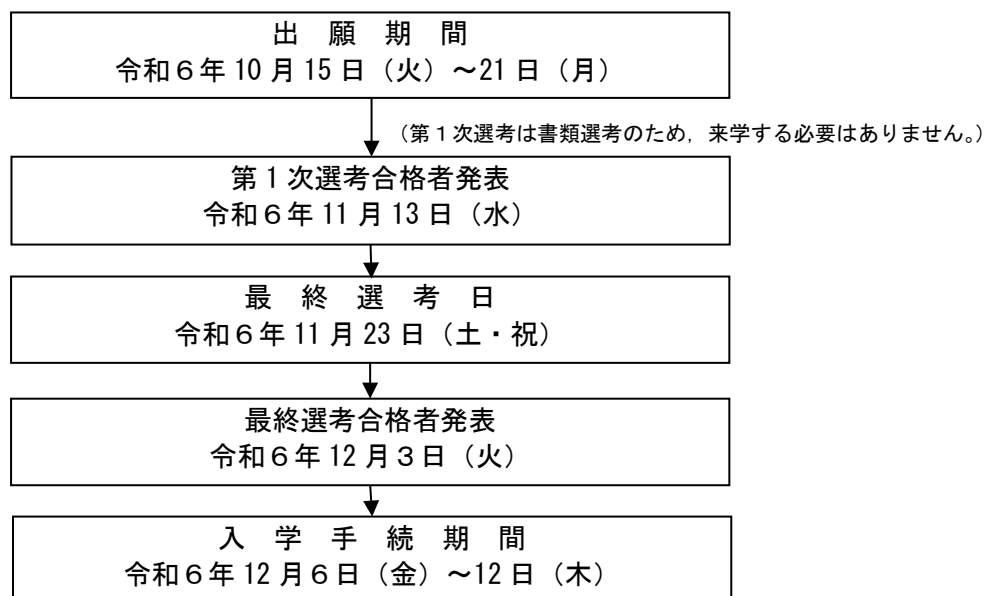 出 願 期 間
令和６年 10 月 15 日（火）～21 日（月）
（第１次選考は書類選考のため，来学する必要はありません。）
第１次選考合格者発表
令和６年 11 月 13 日（水）
最 終 選 考 日
令和６年 11 月 23 日（土・祝）
最終選考合格者発表
令和６年 12 月３日（火）
入 学 手 続 期 間
令和６年 12 月６日（金）～12 日（木）